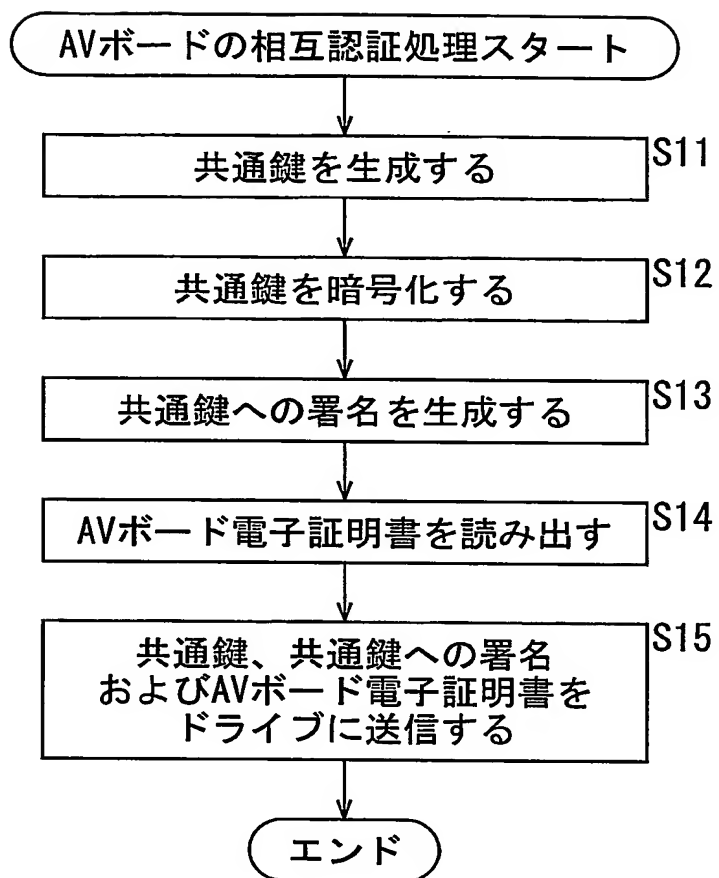 AVボードの相互認証処理スタート
共通鍵を生成する
S11
共通鍵を暗号化する
S12
共通鍵への署名を生成する
S13
AVボード電子証明書を読み出す
S14
共通鍵、共通鍵への署名
およびAVボード電子証明書を
ドライブに送信する
S15
エンド